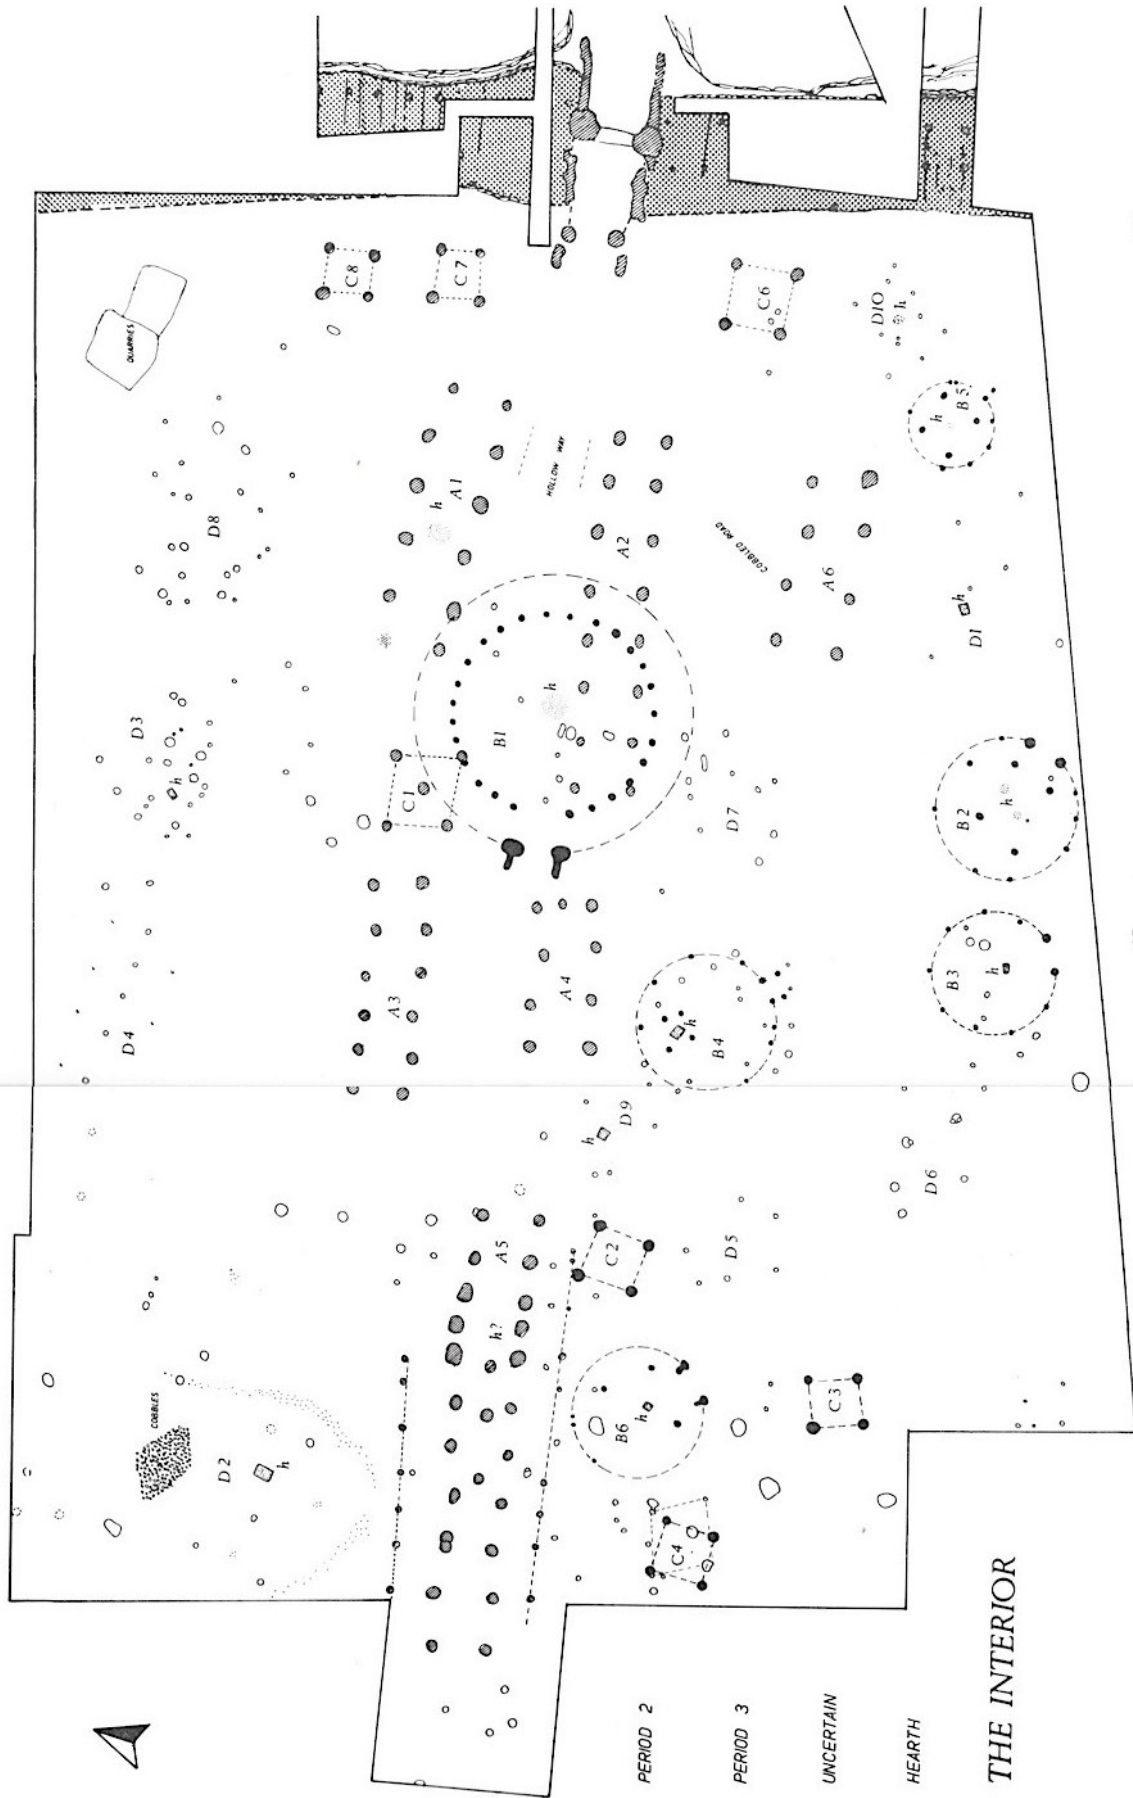 THE INTERIOR
PERIOD 2
PERIOD 3
UNCERTAIN
HEARTH
QUARRIES
C8
C7
C6
D10
h
B5
h
D8
A1
h
HOLLOW WAY
A2
COBBLED ROAD
A6
D1
h
D3
h
C1
B1
h
D7
B2
h
D4
A3
A4
B4
h
B3
h
D9
h
D6
A5
h?
C2
D5
COBBLES
D2
h
B6
h
C3
C4